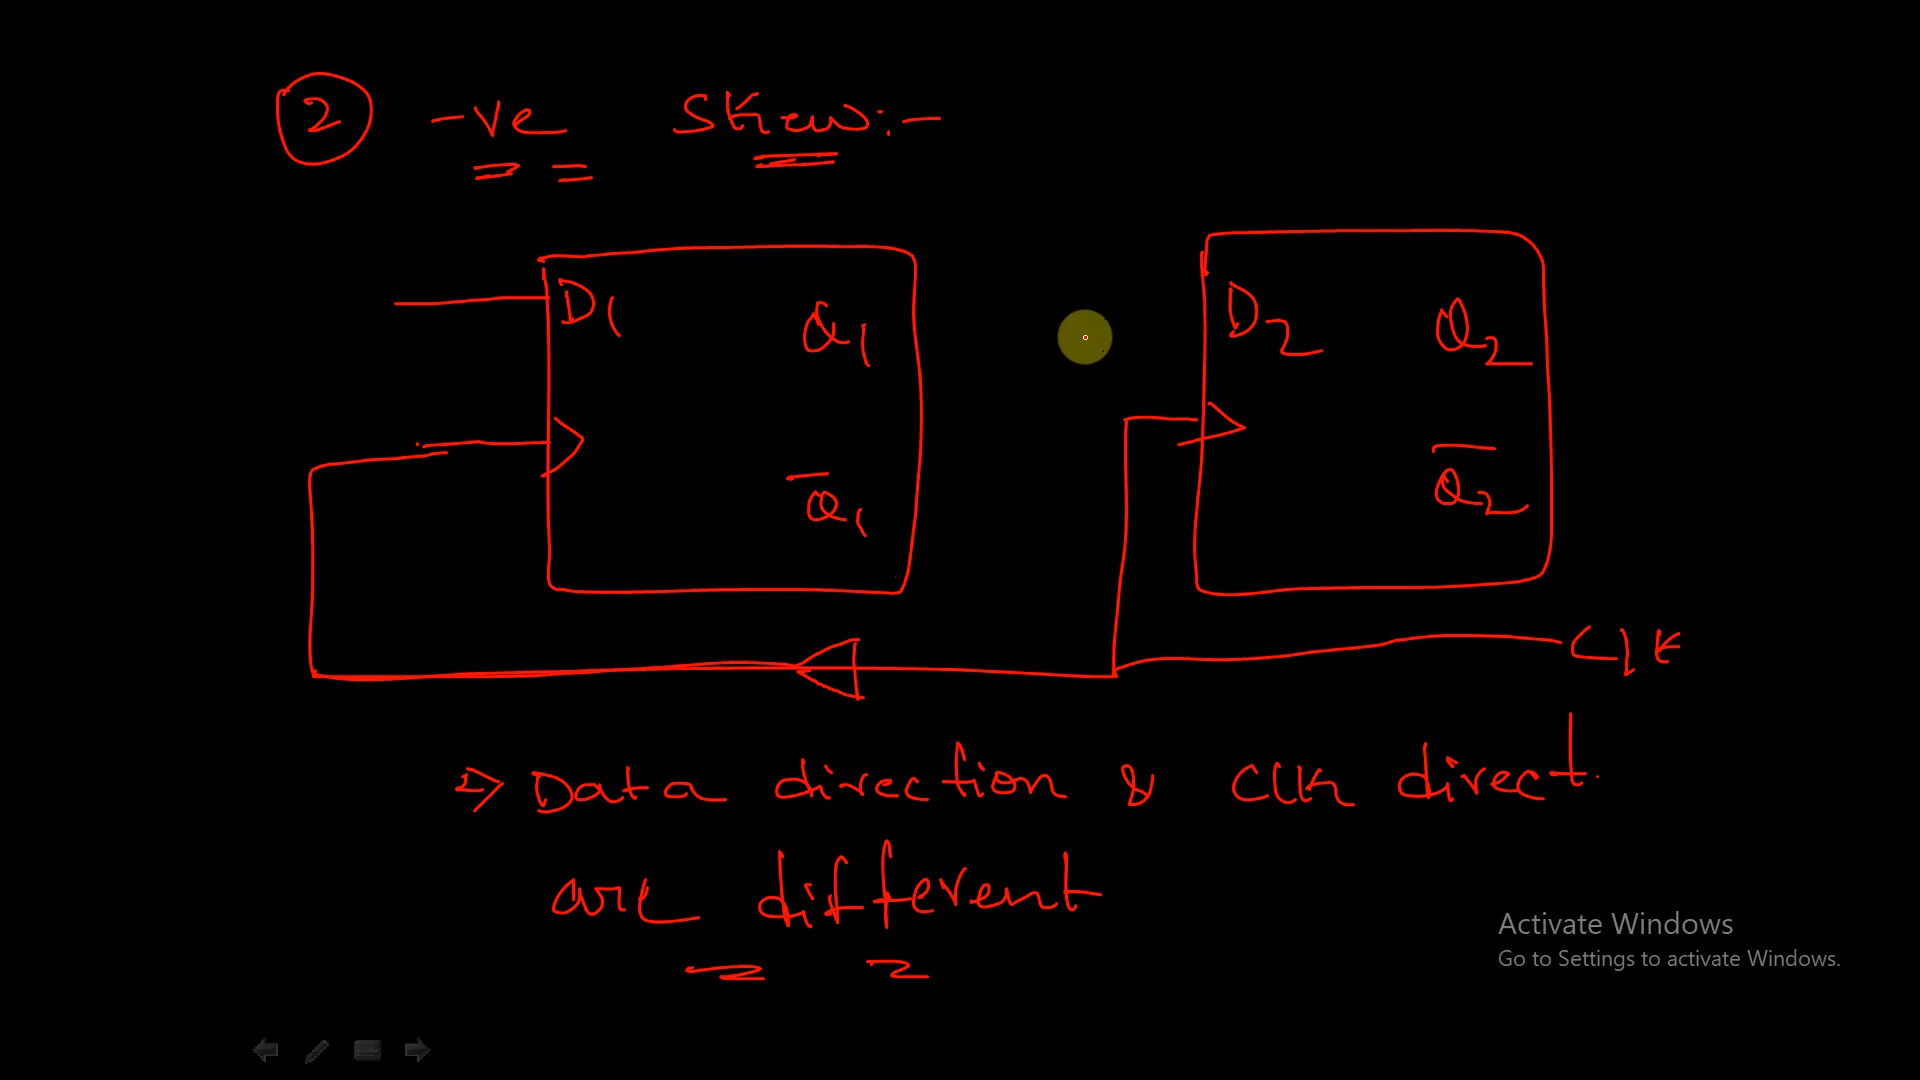 2 -ve Skew:-
D1 Q1 D2 Q2
Q̅1 Q̅2
Clk
=> Data direction & Clk direct.
are different
Activate Windows
Go to Settings to activate Windows.